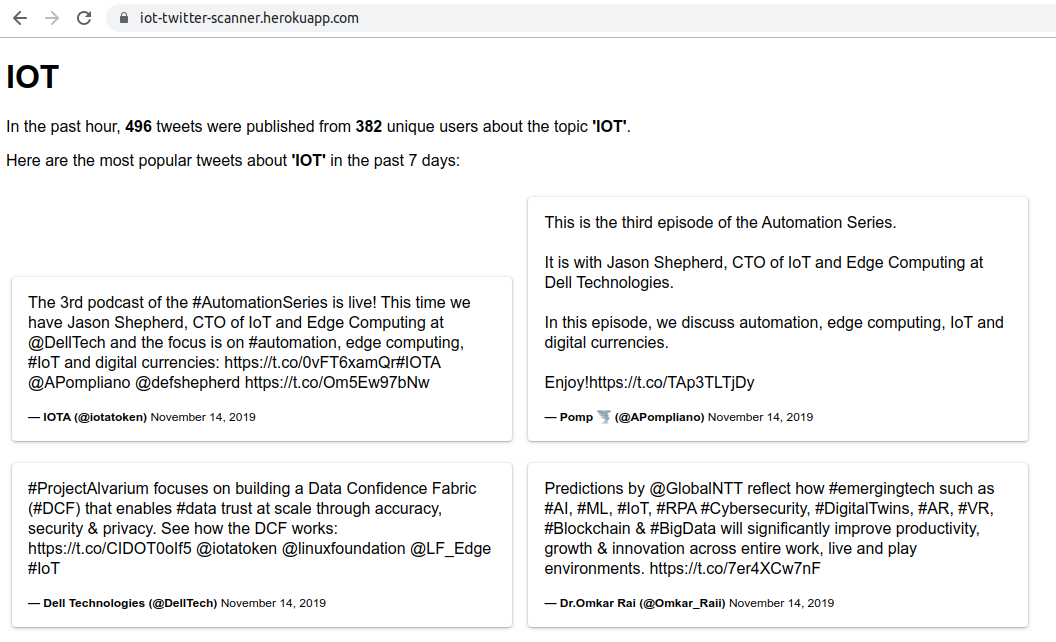 iot-twitter-scanner.herokuapp.com
IOT
In the past hour, 496 tweets were published from 382 unique users about the topic 'IOT'.
Here are the most popular tweets about 'IOT' in the past 7 days:
The 3rd podcast of the #AutomationSeries is live! This time we
have Jason Shepherd, CTO of IoT and Edge Computing at
@DellTech and the focus is on #automation, edge computing,
#IoT and digital currencies: https://t.co/0vFT6xamQr#IOTA
@APompliano @defshepherd https://t.co/Om5Ew97bNw
— IOTA (@iotatoken) November 14, 2019
This is the third episode of the Automation Series.
It is with Jason Shepherd, CTO of IoT and Edge Computing at
Dell Technologies.
In this episode, we discuss automation, edge computing, IoT and
digital currencies.
Enjoy!https://t.co/TAp3TLTjDy
— Pomp 🌪 (@APompliano) November 14, 2019
#ProjectAlvarium focuses on building a Data Confidence Fabric
(#DCF) that enables #data trust at scale through accuracy,
security & privacy. See how the DCF works:
https://t.co/CIDOT0oIf5 @iotatoken @linuxfoundation @LF_Edge
#IoT
— Dell Technologies (@DellTech) November 14, 2019
Predictions by @GlobalNTT reflect how #emergingtech such as
#AI, #ML, #IoT, #RPA #Cybersecurity, #DigitalTwins, #AR, #VR,
#Blockchain & #BigData will significantly improve productivity,
growth & innovation across entire work, live and play
environments. https://t.co/7er4XCw7nF
— Dr.Omkar Rai (@Omkar_Raii) November 14, 2019